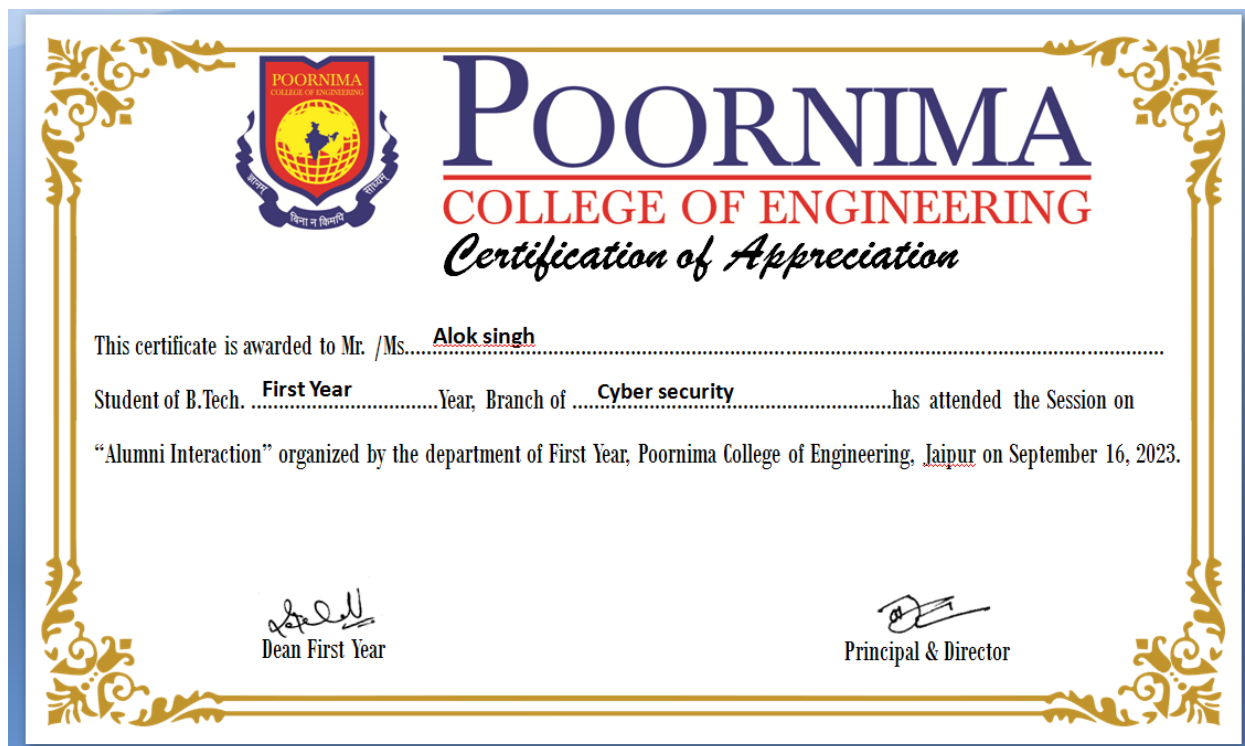 POORNIMA
COLLEGE OF ENGINEERING
ज्ञानम्
विना न किमपि
साध्यम्
POORNIMA
COLLEGE OF ENGINEERING
Certification of Appreciation
This certificate is awarded to Mr. /Ms.....Alok singh..........
Student of B.Tech. First Year..........Year, Branch of ....Cyber security..........has attended the Session on
“Alumni Interaction” organized by the department of First Year, Poornima College of Engineering, Jaipur on September 16, 2023.
Dean First Year
Principal & Director